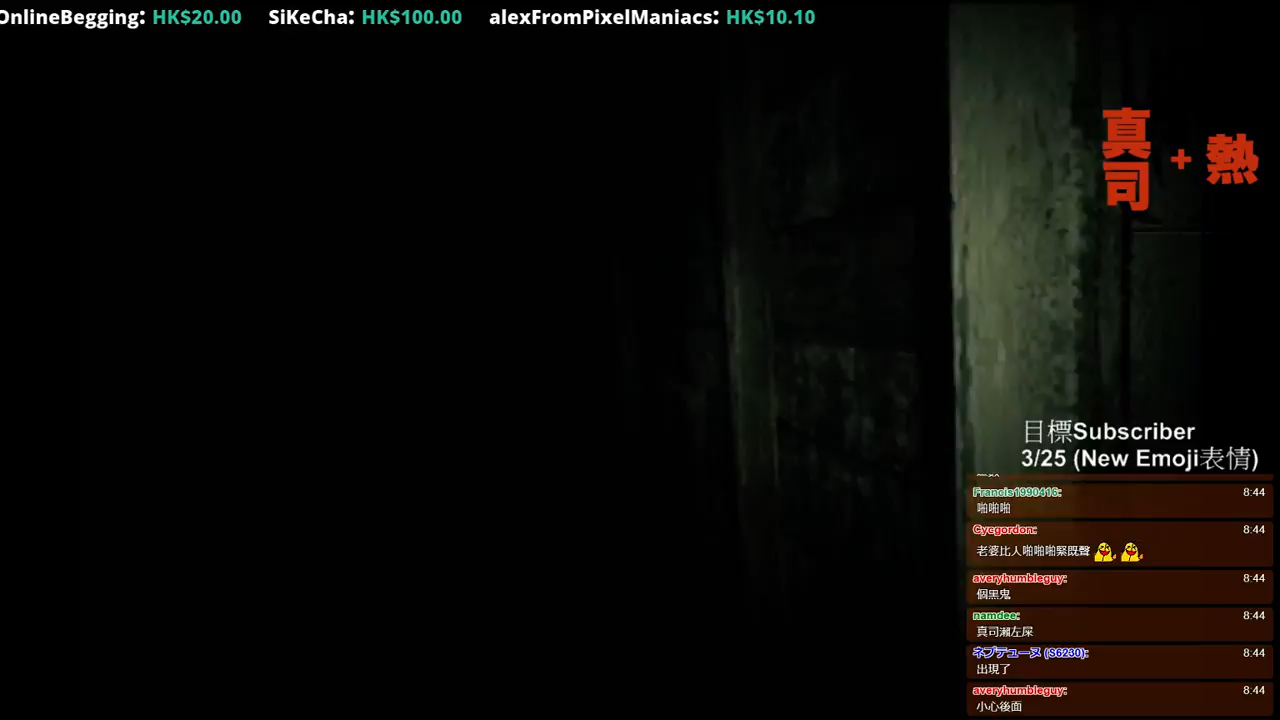 OnlineBegging: HK$20.00 SiKeCha: HK$100.00 alexFromPixelManiacs: HK$10.10
真司 + 熱
目標Subscriber
3/25 (New Emoji表情)
Francis1990416: 8:44
啪啪啪
Cycgordon: 8:44
老婆比人啪啪啪緊既聲
averyhumbleguy: 8:44
個黑鬼
namdee: 8:44
真司瀨左屎
ネプテューヌ (S6230): 8:44
出現了
averyhumbleguy: 8:44
小心後面